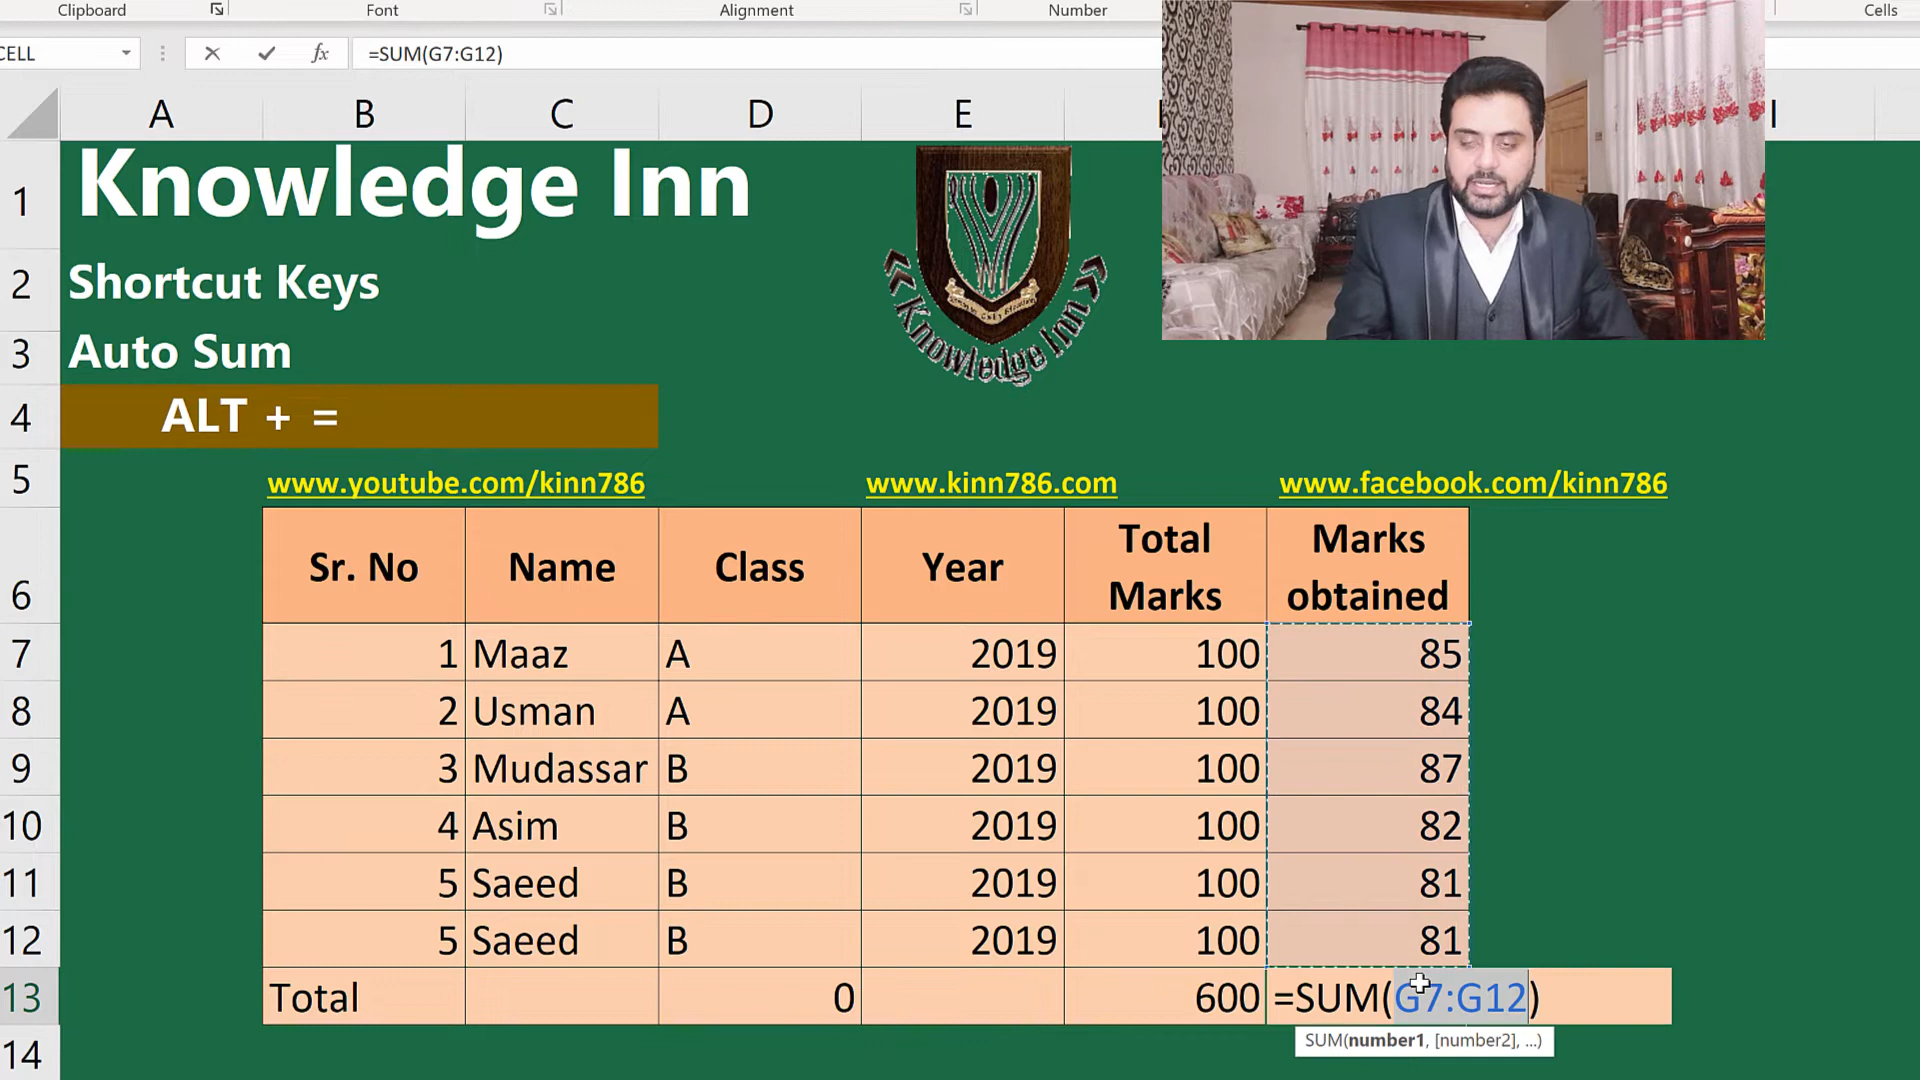 Clipboard Font Alignment Number Cells
CELL =SUM(G7:G12)
A B C D E
1 Knowledge Inn
2 Shortcut Keys
3 Auto Sum
4 ALT + =
Knowledge Inn
5 www.youtube.com/kinn786 www.kinn786.com www.facebook.com/kinn786
6 Sr. No Name Class Year Total Marks Marks obtained
7 1 Maaz A 2019 100 85
8 2 Usman A 2019 100 84
9 3 Mudassar B 2019 100 87
10 4 Asim B 2019 100 82
11 5 Saeed B 2019 100 81
12 5 Saeed B 2019 100 81
13 Total 0 600 =SUM(G7:G12)
SUM(number1, [number2], ...)
14